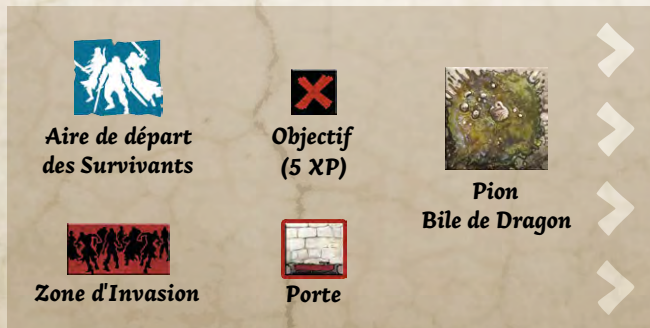 Aire de départ
des Survivants
Objectif
(5 XP)
Pion
Bile de Dragon
Zone d'Invasion
Porte